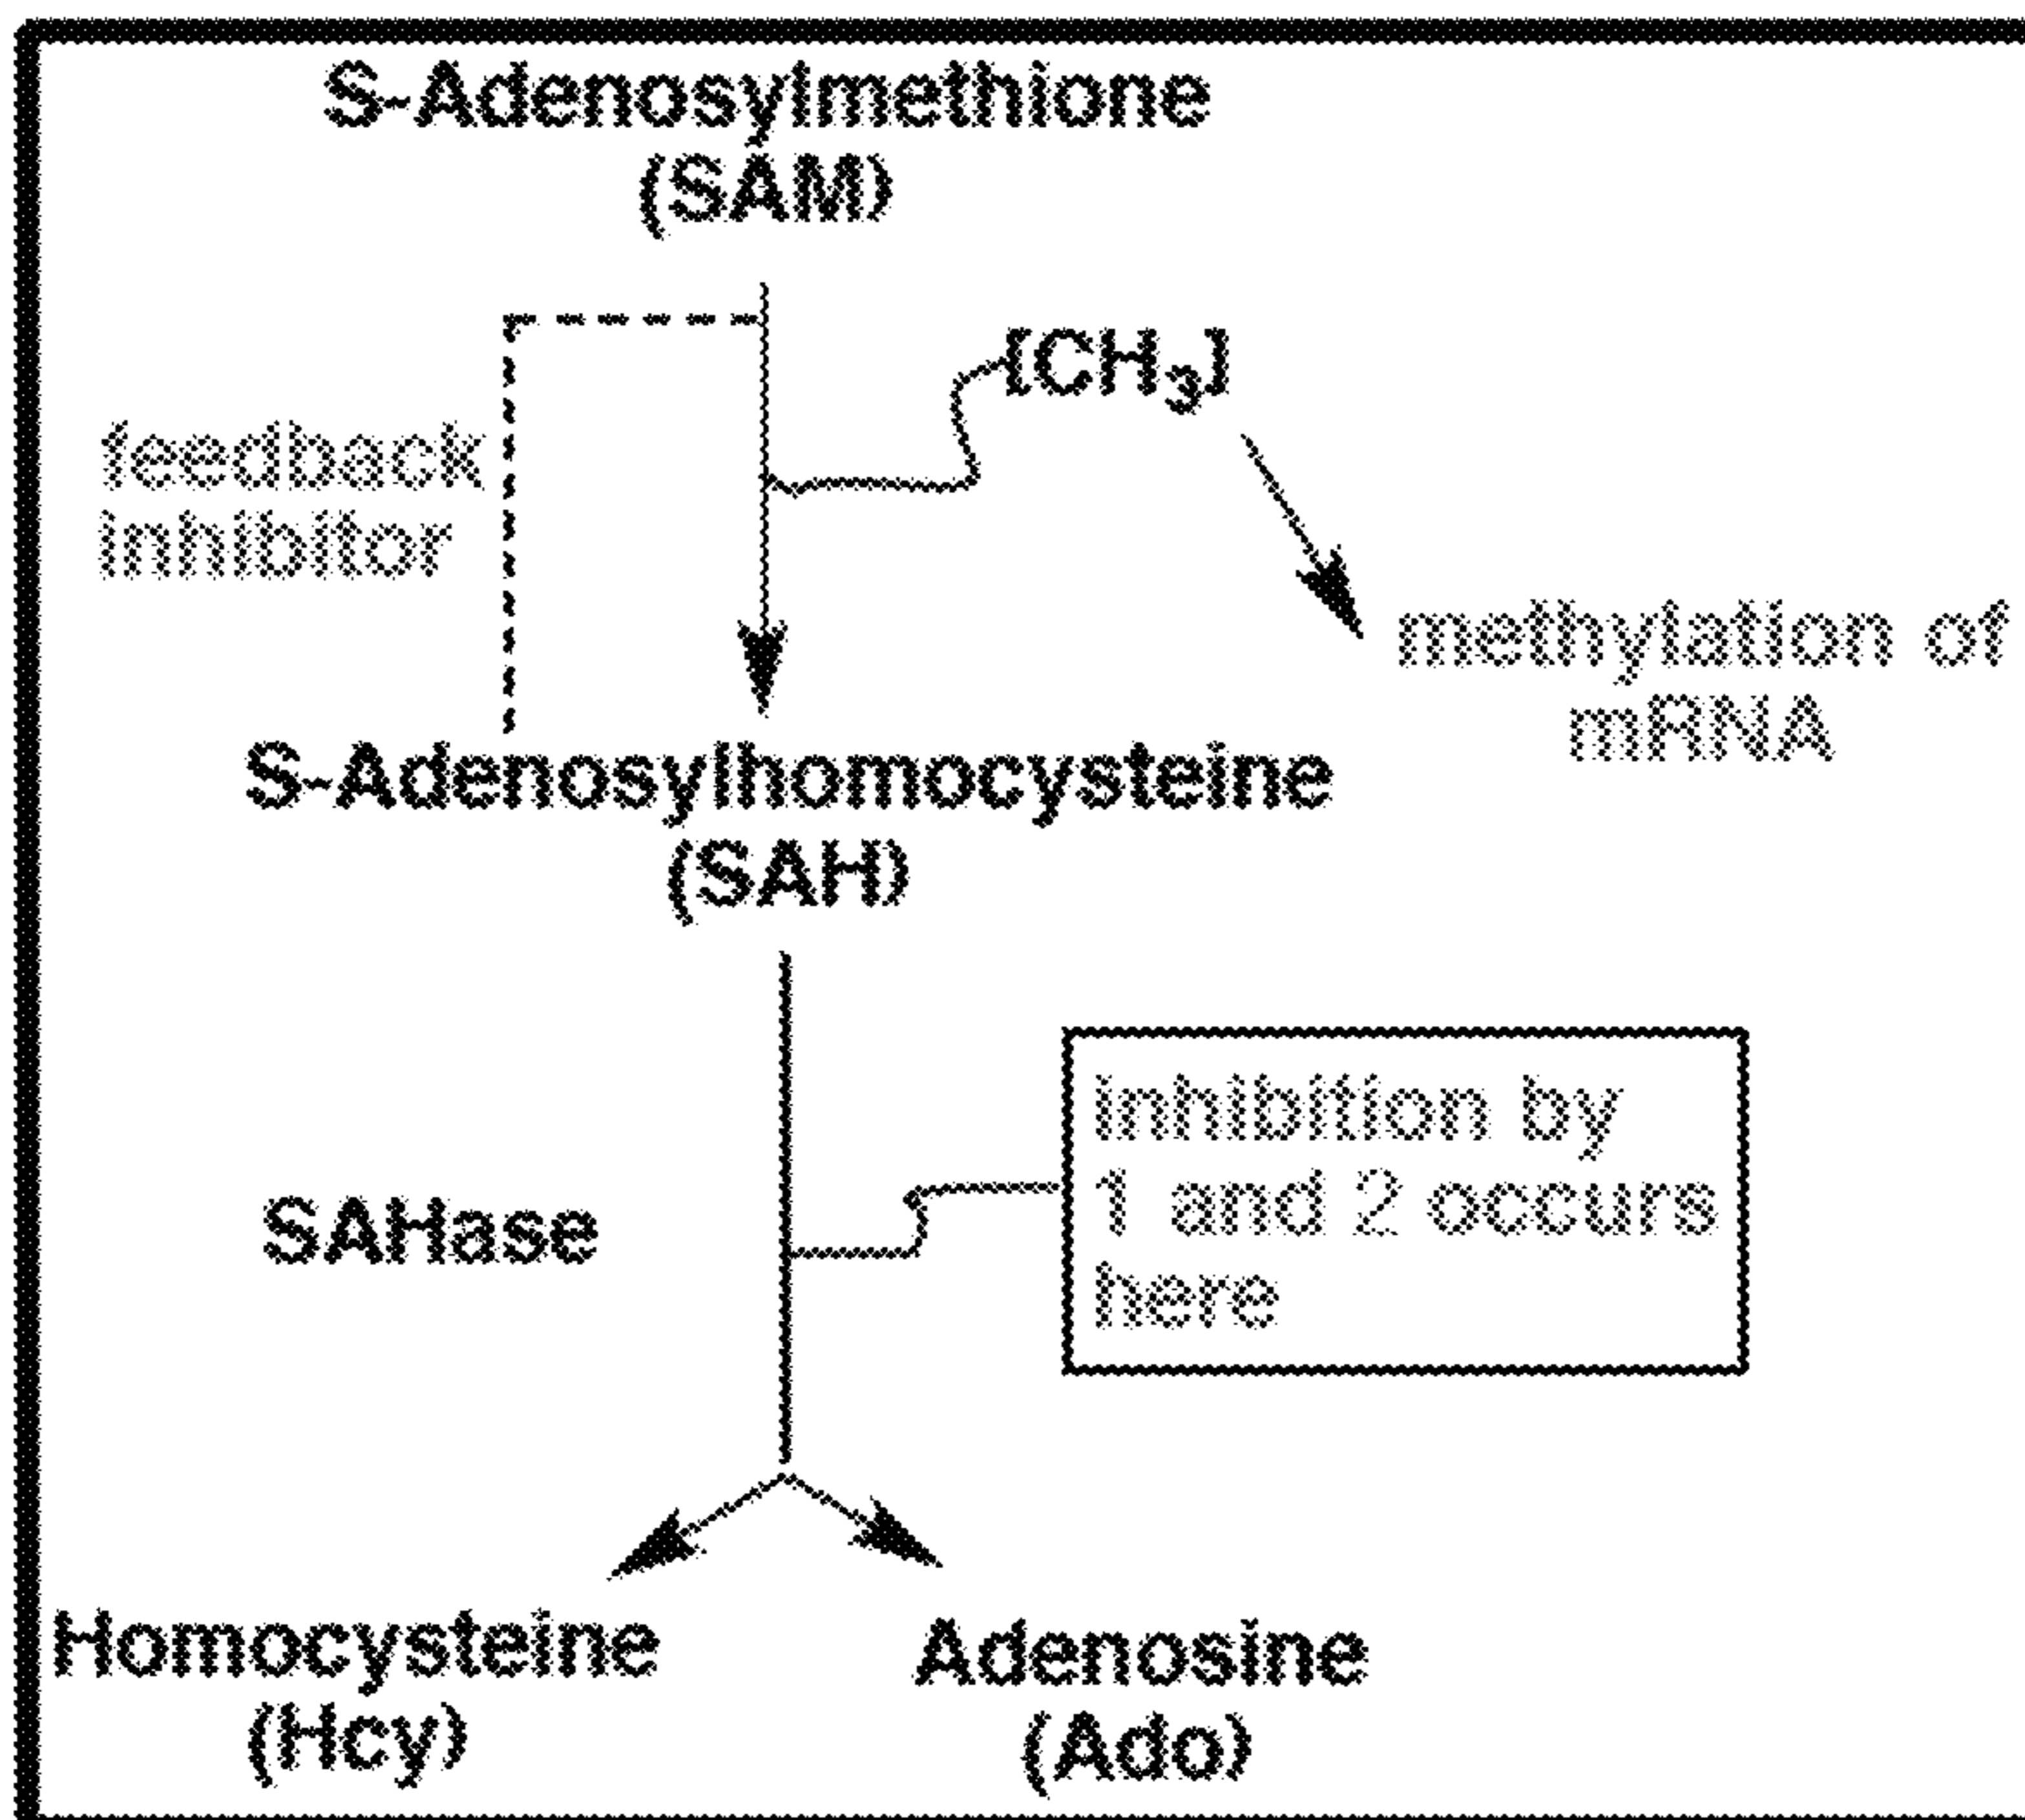 S-Adenosylmethione
(SAM)
[CH3]
feedback
inhibitor
methylation of
mRNA
S-Adenosylhomocysteine
(SAH)
inhibition by
1 and 2 occurs
here
SAHase
Homocysteine
(Hcy)
Adenosine
(Ado)